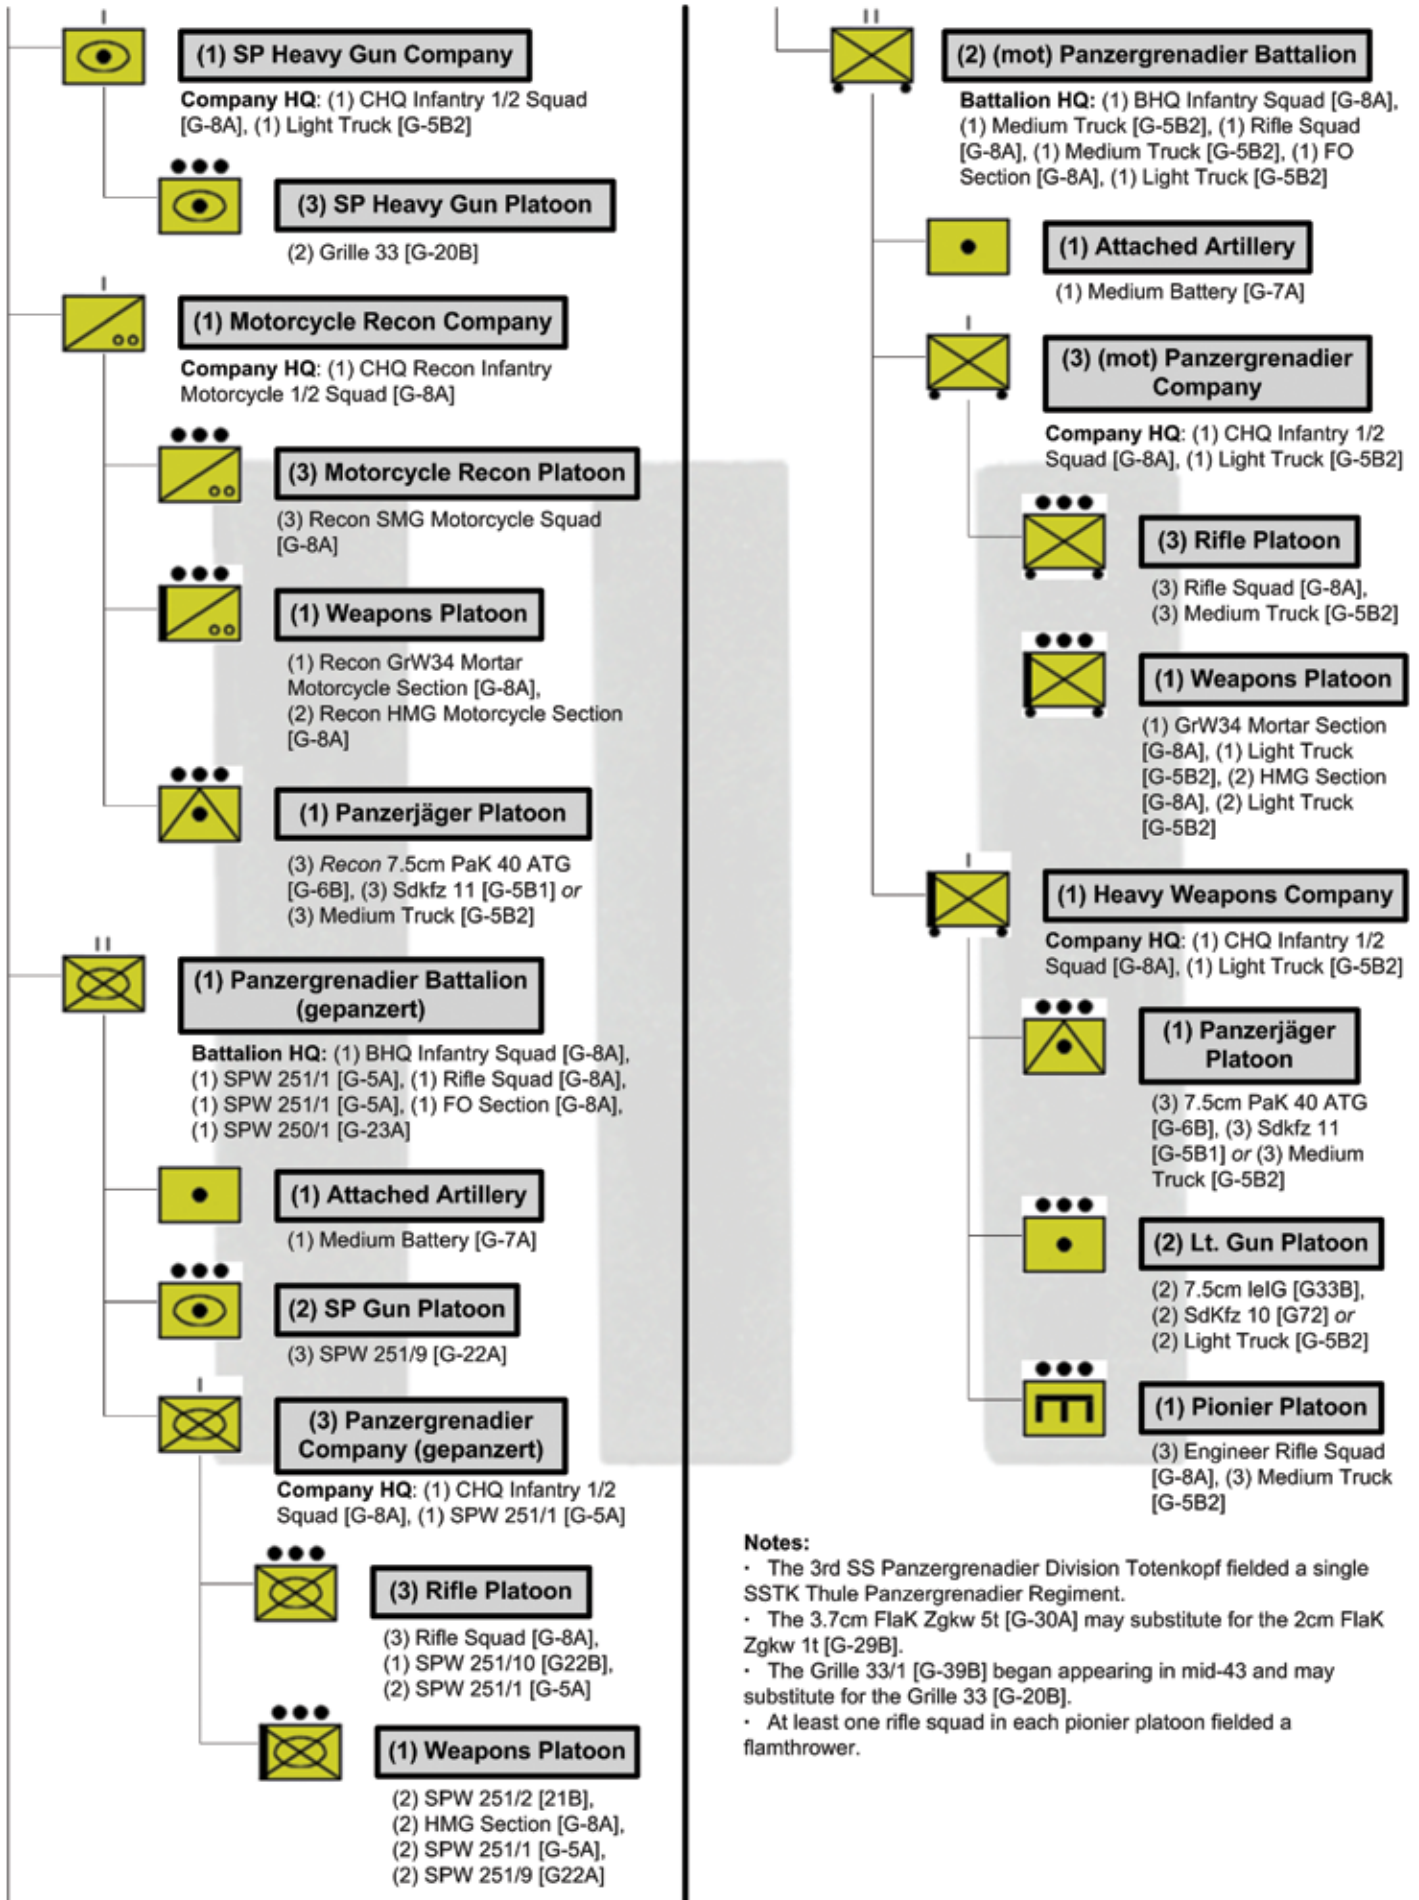 (1) SP Heavy Gun Company
Company HQ: (1) CHQ Infantry 1/2 Squad
[G-8A], (1) Light Truck [G-5B2]
(3) SP Heavy Gun Platoon
(2) Grille 33 [G-20B]
(1) Motorcycle Recon Company
Company HQ: (1) CHQ Recon Infantry
Motorcycle 1/2 Squad [G-8A]
(3) Motorcycle Recon Platoon
(3) Recon SMG Motorcycle Squad
[G-8A]
(1) Weapons Platoon
(1) Recon GrW34 Mortar
Motorcycle Section [G-8A],
(2) Recon HMG Motorcycle Section
[G-8A]
(1) Panzerjäger Platoon
(3) Recon 7.5cm PaK 40 ATG
[G-6B], (3) Sdkfz 11 [G-5B1] or
(3) Medium Truck [G-5B2]
(1) Panzergrenadier Battalion
(gepanzert)
Battalion HQ: (1) BHQ Infantry Squad [G-8A],
(1) SPW 251/1 [G-5A], (1) Rifle Squad [G-8A],
(1) SPW 251/1 [G-5A], (1) FO Section [G-8A],
(1) SPW 250/1 [G-23A]
(1) Attached Artillery
(1) Medium Battery [G-7A]
(2) SP Gun Platoon
(3) SPW 251/9 [G-22A]
(3) Panzergrenadier
Company (gepanzert)
Company HQ: (1) CHQ Infantry 1/2
Squad [G-8A], (1) SPW 251/1 [G-5A]
(3) Rifle Platoon
(3) Rifle Squad [G-8A],
(1) SPW 251/10 [G22B],
(2) SPW 251/1 [G-5A]
(1) Weapons Platoon
(2) SPW 251/2 [21B],
(2) HMG Section [G-8A],
(2) SPW 251/1 [G-5A],
(2) SPW 251/9 [G22A]
(2) (mot) Panzergrenadier Battalion
Battalion HQ: (1) BHQ Infantry Squad [G-8A],
(1) Medium Truck [G-5B2], (1) Rifle Squad
[G-8A], (1) Medium Truck [G-5B2], (1) FO
Section [G-8A], (1) Light Truck [G-5B2]
(1) Attached Artillery
(1) Medium Battery [G-7A]
(3) (mot) Panzergrenadier
Company
Company HQ: (1) CHQ Infantry 1/2
Squad [G-8A], (1) Light Truck [G-5B2]
(3) Rifle Platoon
(3) Rifle Squad [G-8A],
(3) Medium Truck [G-5B2]
(1) Weapons Platoon
(1) GrW34 Mortar Section
[G-8A], (1) Light Truck
[G-5B2], (2) HMG Section
[G-8A], (2) Light Truck
[G-5B2]
(1) Heavy Weapons Company
Company HQ: (1) CHQ Infantry 1/2
Squad [G-8A], (1) Light Truck [G-5B2]
(1) Panzerjäger
Platoon
(3) 7.5cm PaK 40 ATG
[G-6B], (3) Sdkfz 11
[G-5B1] or (3) Medium
Truck [G-5B2]
(2) Lt. Gun Platoon
(2) 7.5cm leIG [G33B],
(2) SdKfz 10 [G72] or
(2) Light Truck [G-5B2]
(1) Pionier Platoon
(3) Engineer Rifle Squad
[G-8A], (3) Medium Truck
[G-5B2]
Notes:
· The 3rd SS Panzergrenadier Division Totenkopf fielded a single
SSTK Thule Panzergrenadier Regiment.
· The 3.7cm FlaK Zgkw 5t [G-30A] may substitute for the 2cm FlaK
Zgkw 1t [G-29B].
· The Grille 33/1 [G-39B] began appearing in mid-43 and may
substitute for the Grille 33 [G-20B].
· At least one rifle squad in each pionier platoon fielded a
flamthrower.